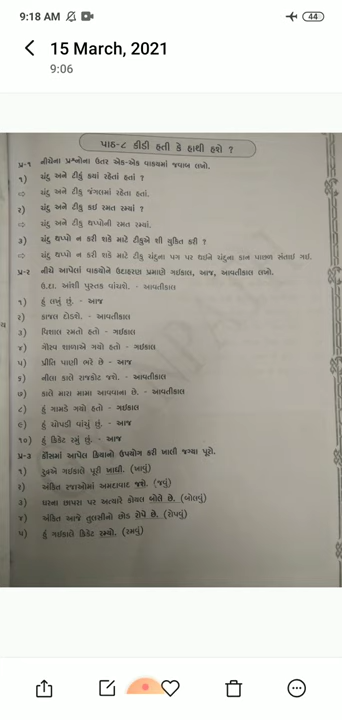 9:18 AM
44
15 March, 2021
9:06
પાઠ-૮ કીડી હતી કે હાથી હશે ?
પ્ર-૧ નીચેના પ્રશ્નોના ઉત્તર એક-એક વાક્યમાં જવાબ લખો.
૧) ચંદુ અને ટીકુ ક્યાં રહેતાં હતાં ?
⇨ ચંદુ અને ટીકુ જંગલમાં રહેતા હતાં.
૨) ચંદુ અને ટીકુ કઇ રમત રમ્યાં ?
⇨ ચંદુ અને ટીકુ થપ્પોની રમત રમ્યાં.
૩) ચંદુ થપ્પો ન કરી શકે માટે ટીકુએ શી યુક્તિ કરી ?
⇨ ચંદુ થપ્પો ન કરી શકે માટે ટીકુ ચંદુના પગ પર થઈને ચંદુના કાન પાછળ સંતાઈ ગઈ.
પ્ર-૨ નીચે આપેલાં વાક્યોને ઉદાહરણ પ્રમાણે ગઈકાલ, આજ, આવતીકાલ લખો.
ઉ.દા. અંશી પુસ્તક વાંચશે. - આવતીકાલ
૧) હું લખું છું. - આજ
૨) કાજલ દોડશે. - આવતીકાલ
૩) વિશાલ રમતો હતો - ગઈકાલ
૪) ગૌરવ શાળાએ ગયો હતો - ગઈકાલ
૫) પ્રીતિ પાણી ભરે છે - આજ
૬) નીલા કાલે રાજકોટ જશે. - આવતીકાલ
૭) કાલે મારા મામા આવવાના છે. - આવતીકાલ
૮) હું ગામડે ગયો હતો - ગઈકાલ
૯) હું ચોપડી વાંચું છું. - આજ
૧૦) હું ક્રિકેટ રમું છું. - આજ
પ્ર-૩ કૌંસમાં આપેલ ક્રિયાનો ઉપયોગ કરી ખાલી જગ્યા પૂરો.
૧) ધ્રુવએ ગઈકાલે પૂરી ખાધી. (ખાવું)
૨) અંકિત રજાઓમાં અમદાવાદ જશે. (જવું)
૩) ઘરના છાપરા પર અત્યારે કોયલ બોલે છે. (બોલવું)
૪) અંકિત આજે તુલસીનો છોડ રોપે છે. (રોપવું)
૫) હું ગઈકાલે ક્રિકેટ રમ્યો. (રમવું)